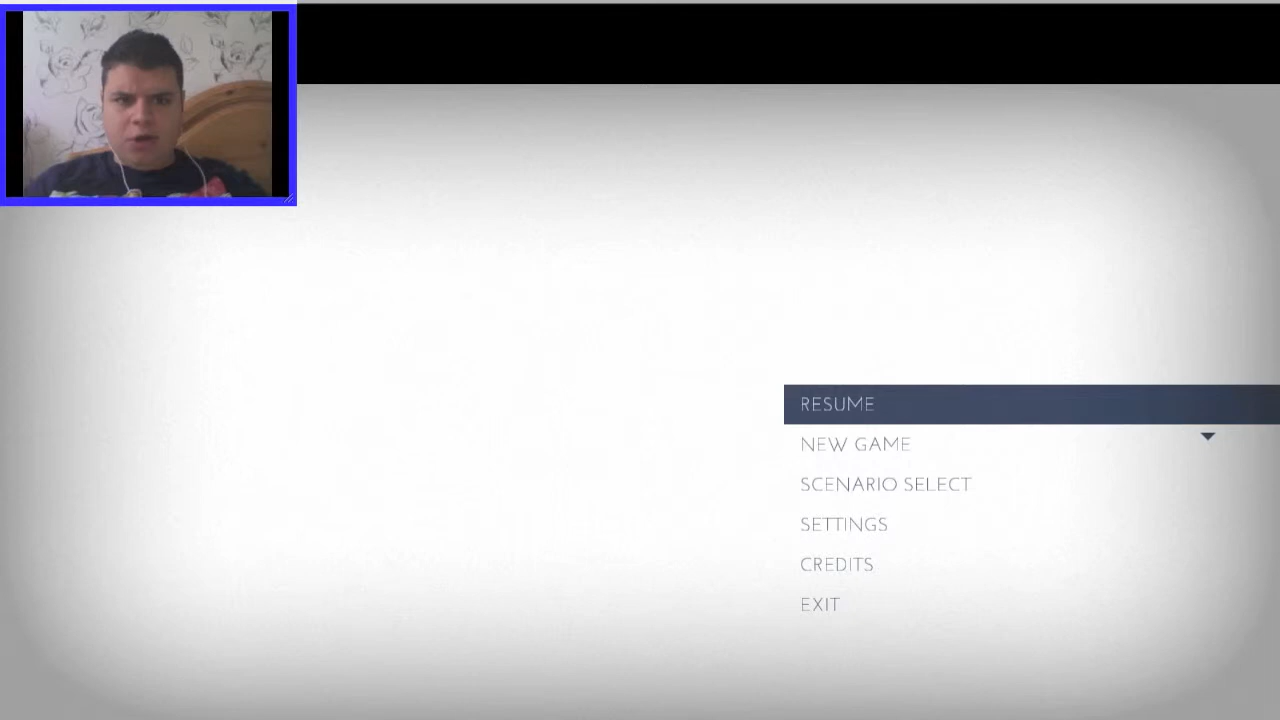 RESUME
NEW GAME
SCENARIO SELECT
SETTINGS
CREDITS
EXIT